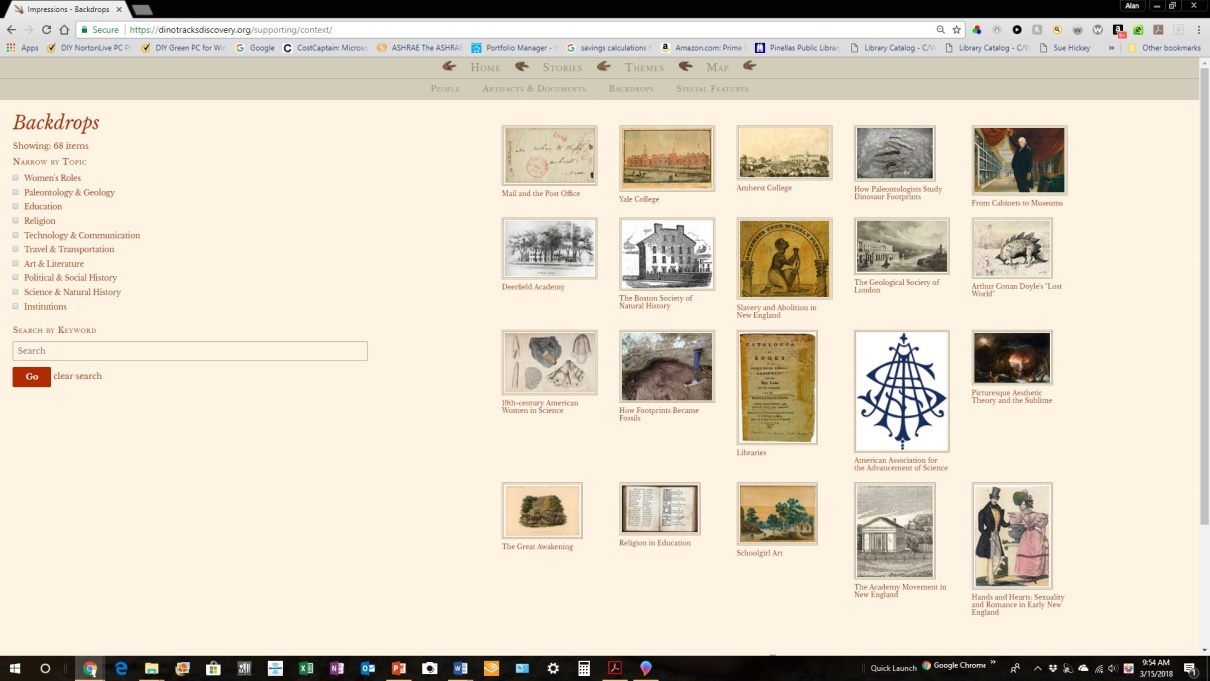 Impressions - Backdrops
Alan
Secure
https://dinotracksdiscovery.org/supporting/context/
Apps
DIY NortonLive PC P
DIY Green PC for Win
Google
CostCaptain: Microso
ASHRAE The ASHRA
Portfolio Manager -
savings calculations
Amazon.com: Prime
Pinellas Public Library
Library Catalog - C/W
Library Catalog - C/W
Sue Hickey
Other bookmarks
Home
Stories
Themes
Map
People
Artifacts & Documents
Backdrops
Special Features
Backdrops
Showing: 68 items
Narrow by Topic
Women's Roles
Paleontology & Geology
Education
Religion
Technology & Communication
Travel & Transportation
Art & Literature
Political & Social History
Science & Natural History
Institutions
Search by Keyword
Search
Go
clear search
Mail and the Post Office
Yale College
Amherst College
How Paleontologists Study
Dinosaur Footprints
From Cabinets to Museums
Deerfield Academy
The Boston Society of
Natural History
Slavery and Abolition in
New England
The Geological Society of
London
Arthur Conan Doyle's "Lost
World"
19th-century American
Women in Science
How Footprints Became
Fossils
CATALOGUE
OF
BOOKS
Libraries
American Association for
the Advancement of Science
Picturesque Aesthetic
Theory and the Sublime
The Great Awakening
Religion in Education
Schoolgirl Art
The Academy Movement in
New England
Hands and Hearts: Sexuality
and Romance in Early New
England
Quick Launch
Google Chrome
9:54 AM
3/15/2018